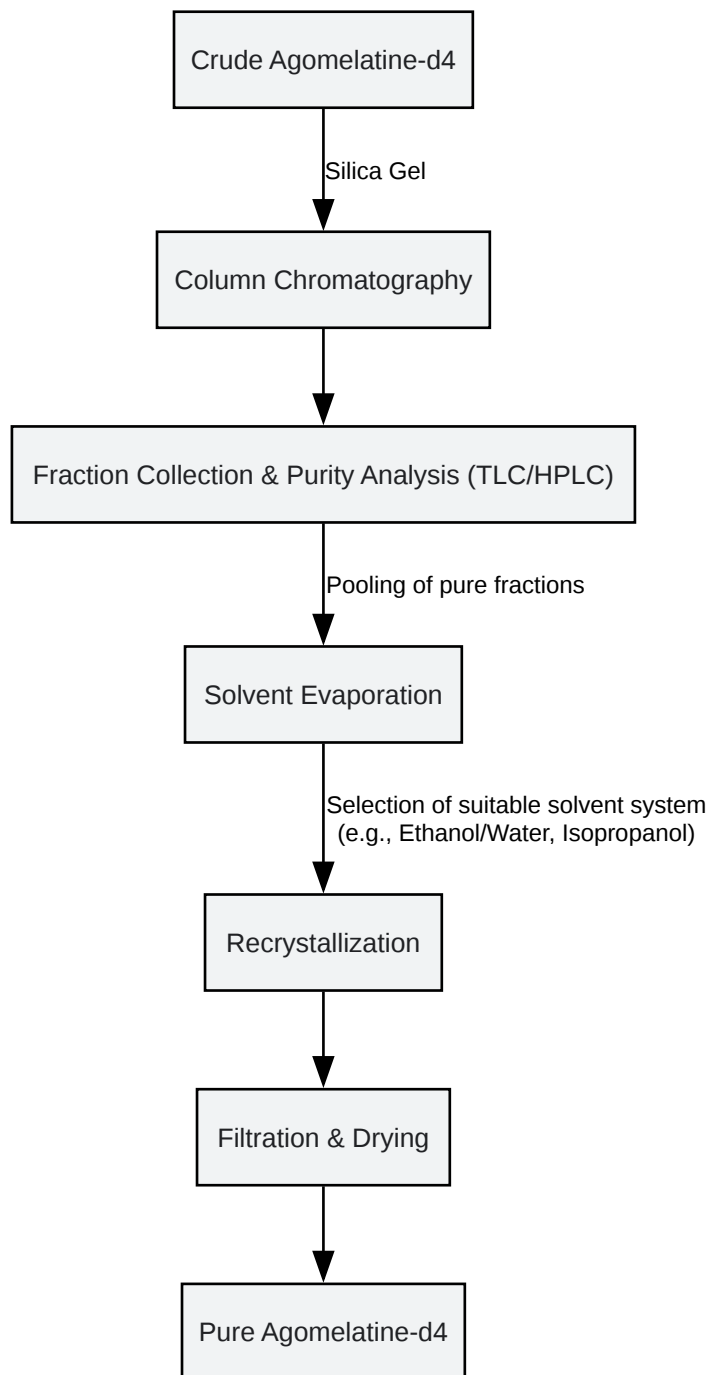 Crude Agomelatine-d4
Silica Gel
Column Chromatography
Fraction Collection & Purity Analysis (TLC/HPLC)
Pooling of pure fractions
Solvent Evaporation
Selection of suitable solvent system
(e.g., Ethanol/Water, Isopropanol)
Recrystallization
Filtration & Drying
Pure Agomelatine-d4